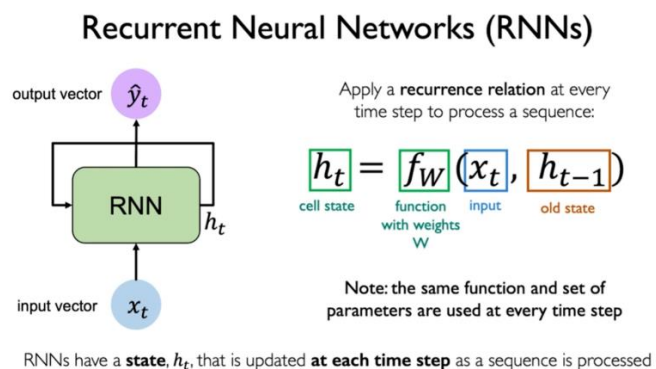 Recurrent Neural Networks (RNNs)
output vector
ŷₜ
RNN
hₜ
input vector
xₜ
Apply a recurrence relation at every
time step to process a sequence:
hₜ = f_W(xₜ, hₜ₋₁)
cell state
function
with weights
W
input
old state
Note: the same function and set of
parameters are used at every time step
RNNs have a state, hₜ, that is updated at each time step as a sequence is processed